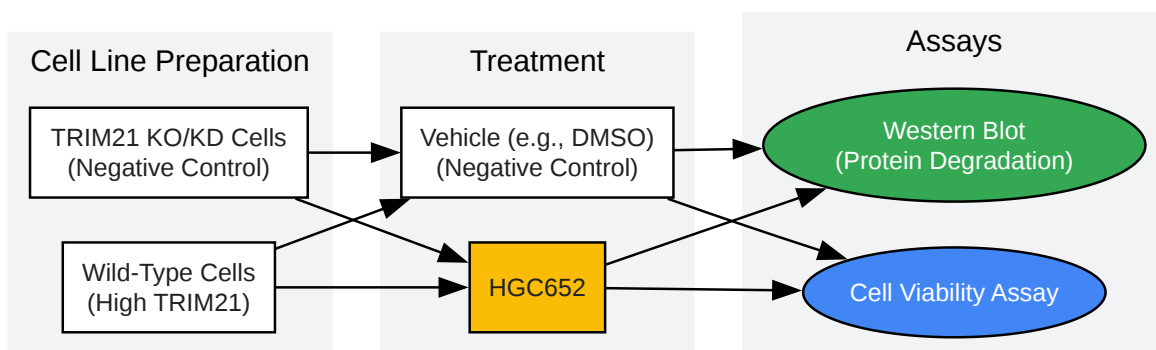 Cell Line Preparation
TRIM21 KO/KD Cells
(Negative Control)
Wild-Type Cells
(High TRIM21)
Treatment
Vehicle (e.g., DMSO)
(Negative Control)
HGC652
Assays
Western Blot
(Protein Degradation)
Cell Viability Assay